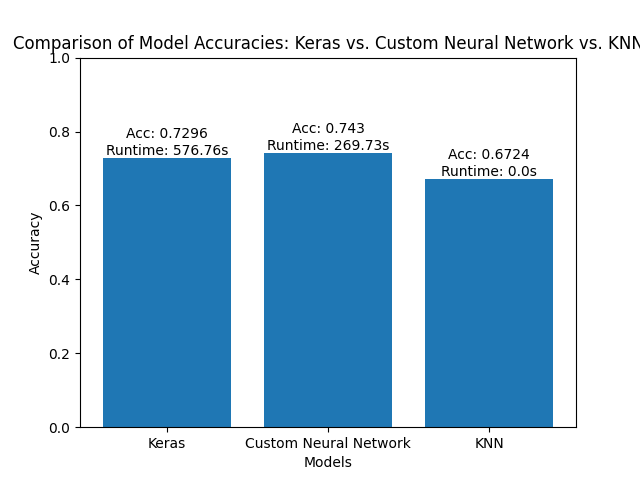 Comparison of Model Accuracies: Keras vs. Custom Neural Network vs. KNN
1.0
0.8
0.6
0.4
0.2
0.0
Accuracy
Acc: 0.7296
Runtime: 576.76s
Acc: 0.743
Runtime: 269.73s
Acc: 0.6724
Runtime: 0.0s
Keras
Custom Neural Network
KNN
Models